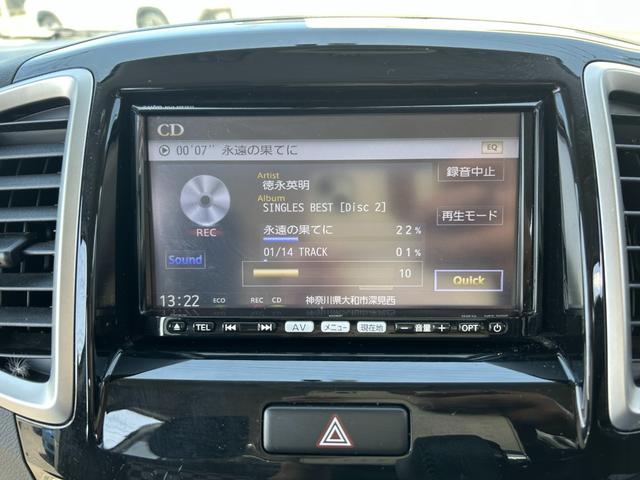 CD
00'07" 永遠の果てに EQ
Artist
徳永英明
録音中止
Album
SINGLES BEST [Disc 2]
永遠の果てに 22%
再生モード
REC
01/14 TRACK 01%
Sound
10
Quick
13:22 ECO REC CD 神奈川県大和市深見西
TEL AV メニュー 現在地 − 音量 + OPT